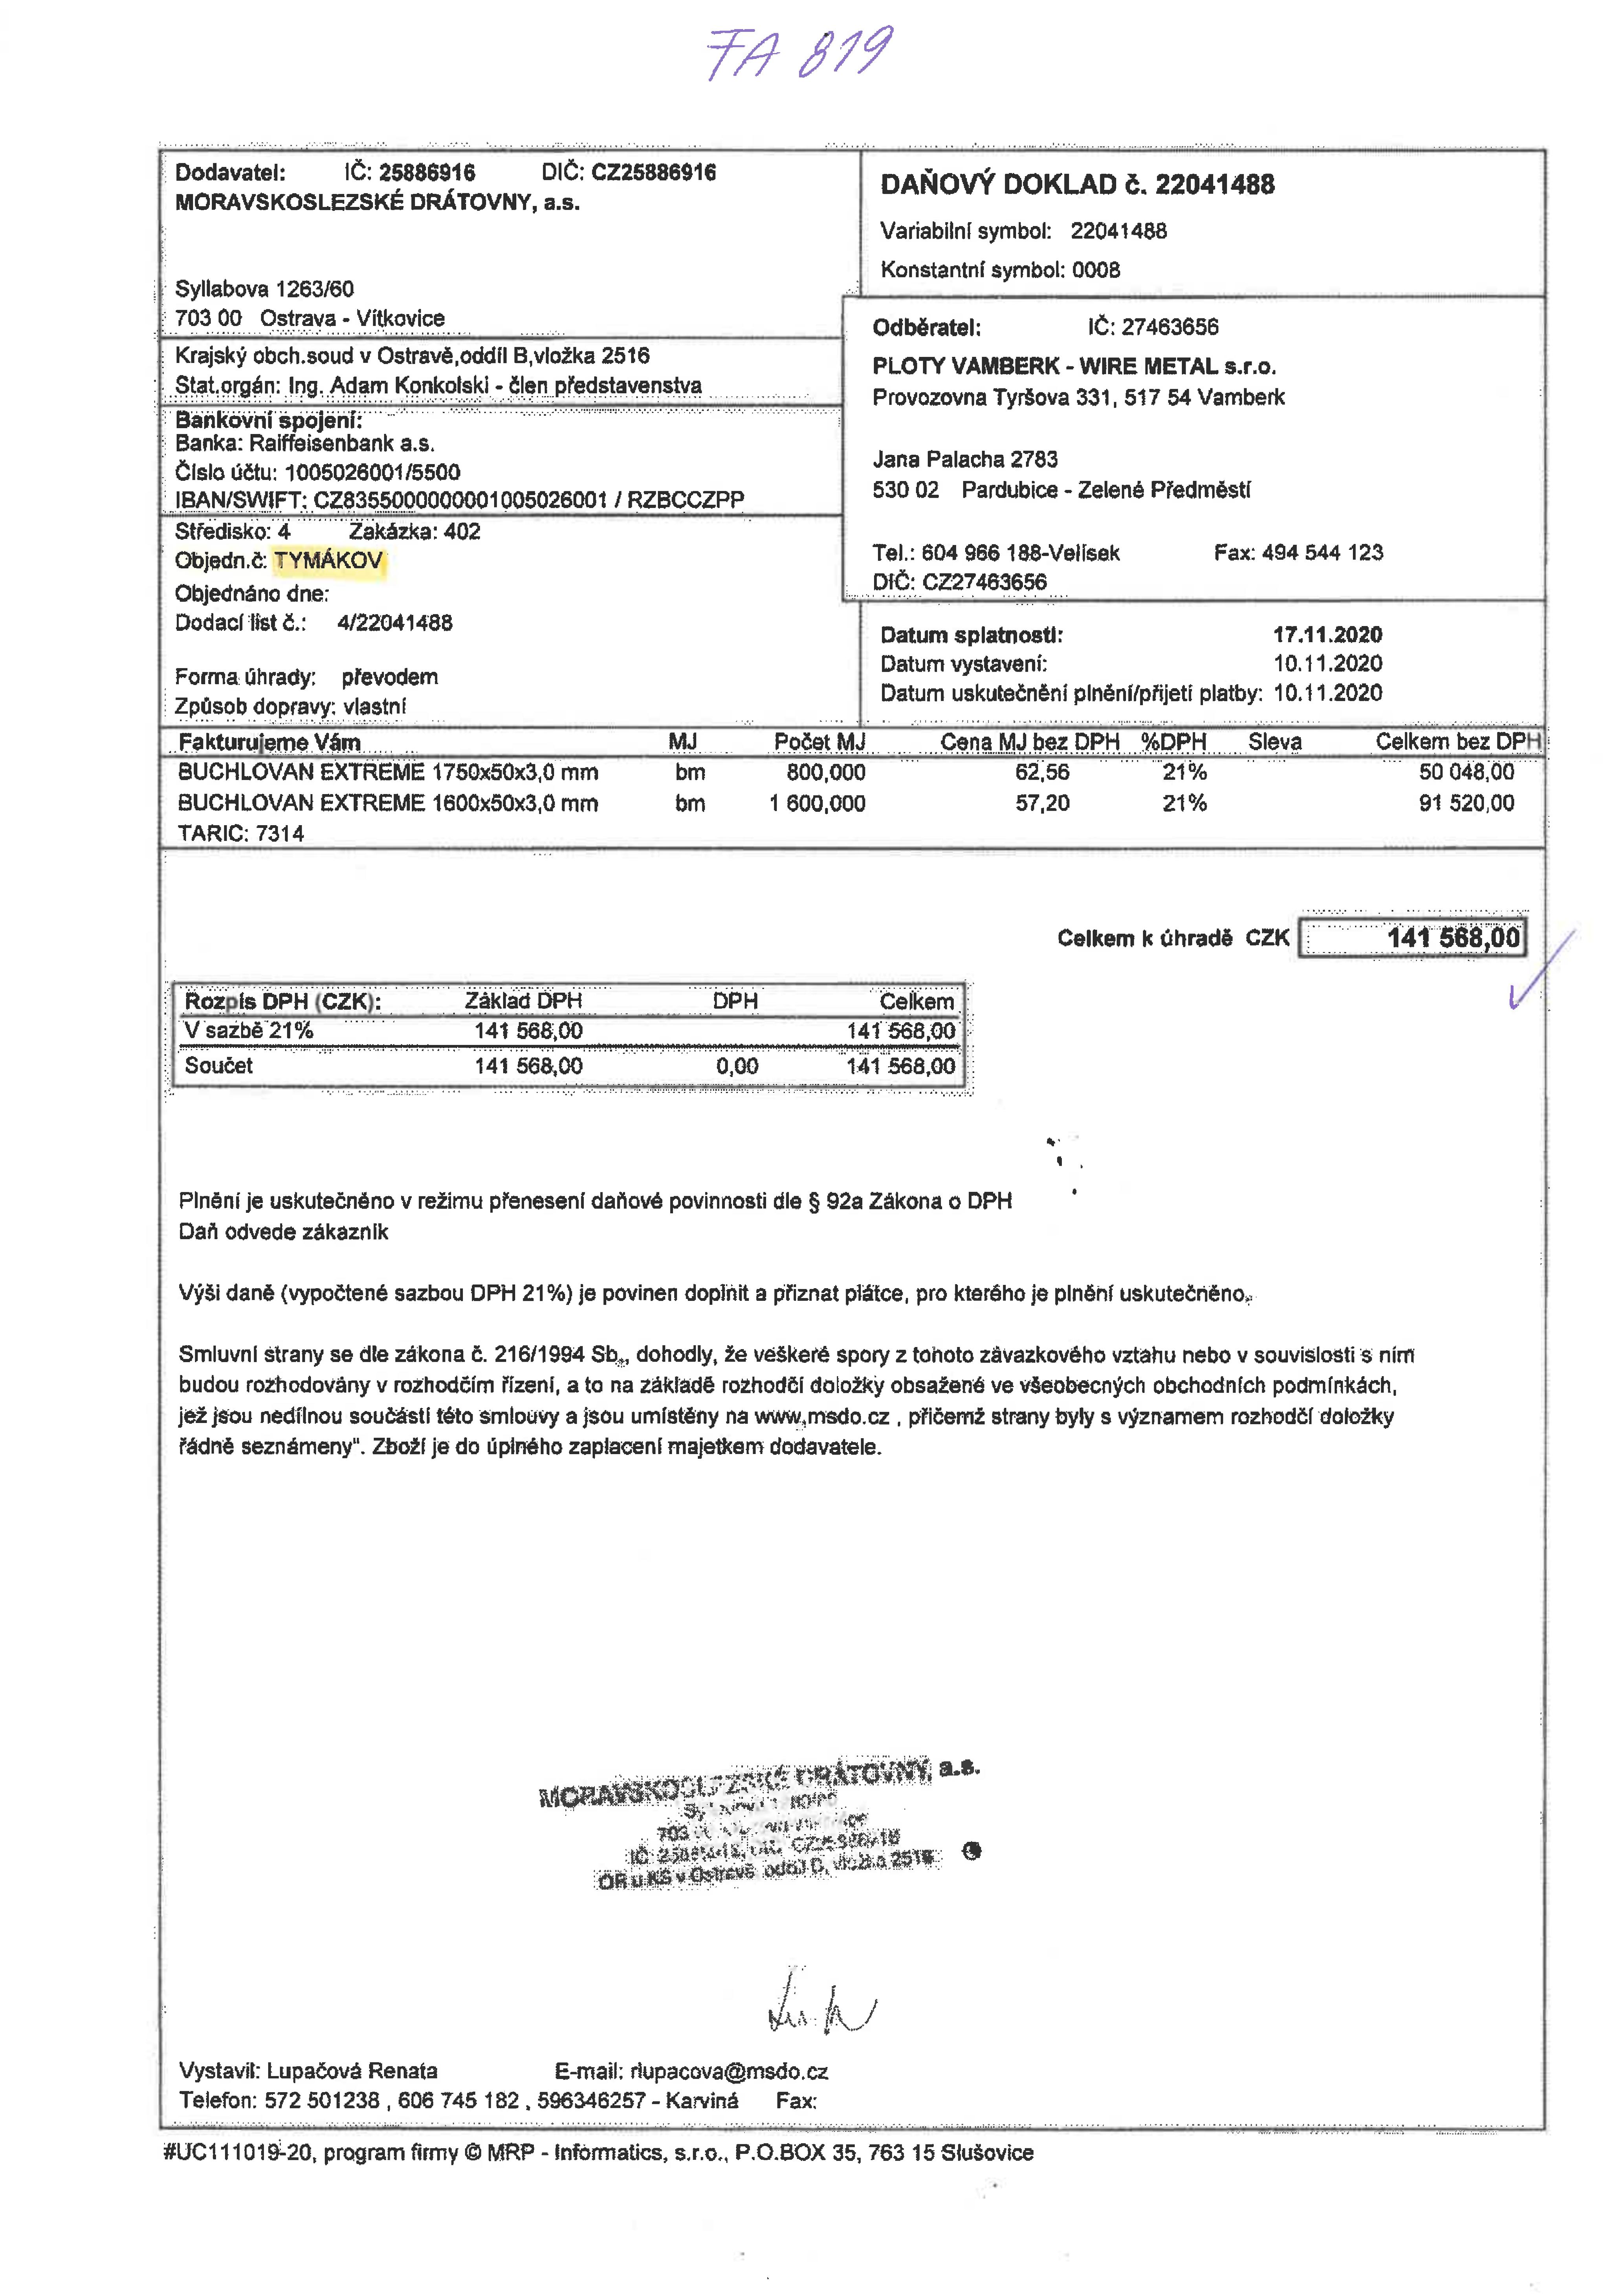 FA 819
Dodavatel: IČ: 25886916 DIČ: CZ25886916
MORAVSKOSLEZSKÉ DRÁTOVNY, a.s.
Syllabova 1263/60
703 00 Ostrava - Vítkovice
Krajský obch.soud v Ostravě,oddíl B,vložka 2516
Stat.orgán: Ing. Adam Konkolski - člen představenstva
Bankovní spojení:
Banka: Raiffeisenbank a.s.
Číslo účtu: 1005026001/5500
IBAN/SWIFT: CZ8355000000001005026001 / RZBCCZPP
Středisko: 4 Zakázka: 402
Objedn.č: TYMÁKOV
Objednáno dne:
Dodací list č.: 4/22041488
Forma úhrady: převodem
Způsob dopravy: vlastní
DAŇOVÝ DOKLAD č. 22041488
Variabilní symbol: 22041488
Konstantní symbol: 0008
Odběratel: IČ: 27463656
PLOTY VAMBERK - WIRE METAL s.r.o.
Provozovna Tyršova 331, 517 54 Vamberk
Jana Palacha 2783
530 02 Pardubice - Zelené Předměstí
Tel.: 604 966 188-Velísek Fax: 494 544 123
DIČ: CZ27463656
Datum splatnosti: 17.11.2020
Datum vystavení: 10.11.2020
Datum uskutečnění plnění/přijetí platby: 10.11.2020
Fakturujeme Vám MJ Počet MJ Cena MJ bez DPH %DPH Sleva Celkem bez DPH
BUCHLOVAN EXTREME 1750x50x3,0 mm bm 800,000 62,56 21% 50 048,00
BUCHLOVAN EXTREME 1600x50x3,0 mm bm 1 600,000 57,20 21% 91 520,00
TARIC: 7314
Celkem k úhradě CZK 141 568,00
Rozpis DPH (CZK): Základ DPH DPH Celkem
V sazbě 21% 141 568,00 141 568,00
Součet 141 568,00 0,00 141 568,00
Plnění je uskutečněno v režimu přenesení daňové povinnosti dle § 92a Zákona o DPH
Daň odvede zákazník
Výši daně (vypočtené sazbou DPH 21%) je povinen doplnit a přiznat plátce, pro kterého je plnění uskutečněno.
Smluvní strany se dle zákona č. 216/1994 Sb., dohodly, že veškeré spory z tohoto závazkového vztahu nebo v souvislosti s ním
budou rozhodovány v rozhodčím řízení, a to na základě rozhodčí doložky obsažené ve všeobecných obchodních podmínkách,
jež jsou nedílnou součástí této smlouvy a jsou umístěny na www.msdo.cz , přičemž strany byly s významem rozhodčí doložky
řádně seznámeny". Zboží je do úplného zaplacení majetkem dodavatele.
MORAVSKOSLEZSKÉ DRÁTOVNY, a.s.
703
OR u KS v Ostravě, oddíl B, vložka 2516
Vystavil: Lupačová Renata E-mail: rlupacova@msdo.cz
Telefon: 572 501238 , 606 745 182 , 596346257 - Karviná Fax:
#UC111019-20, program firmy © MRP - Informatics, s.r.o., P.O.BOX 35, 763 15 Slušovice